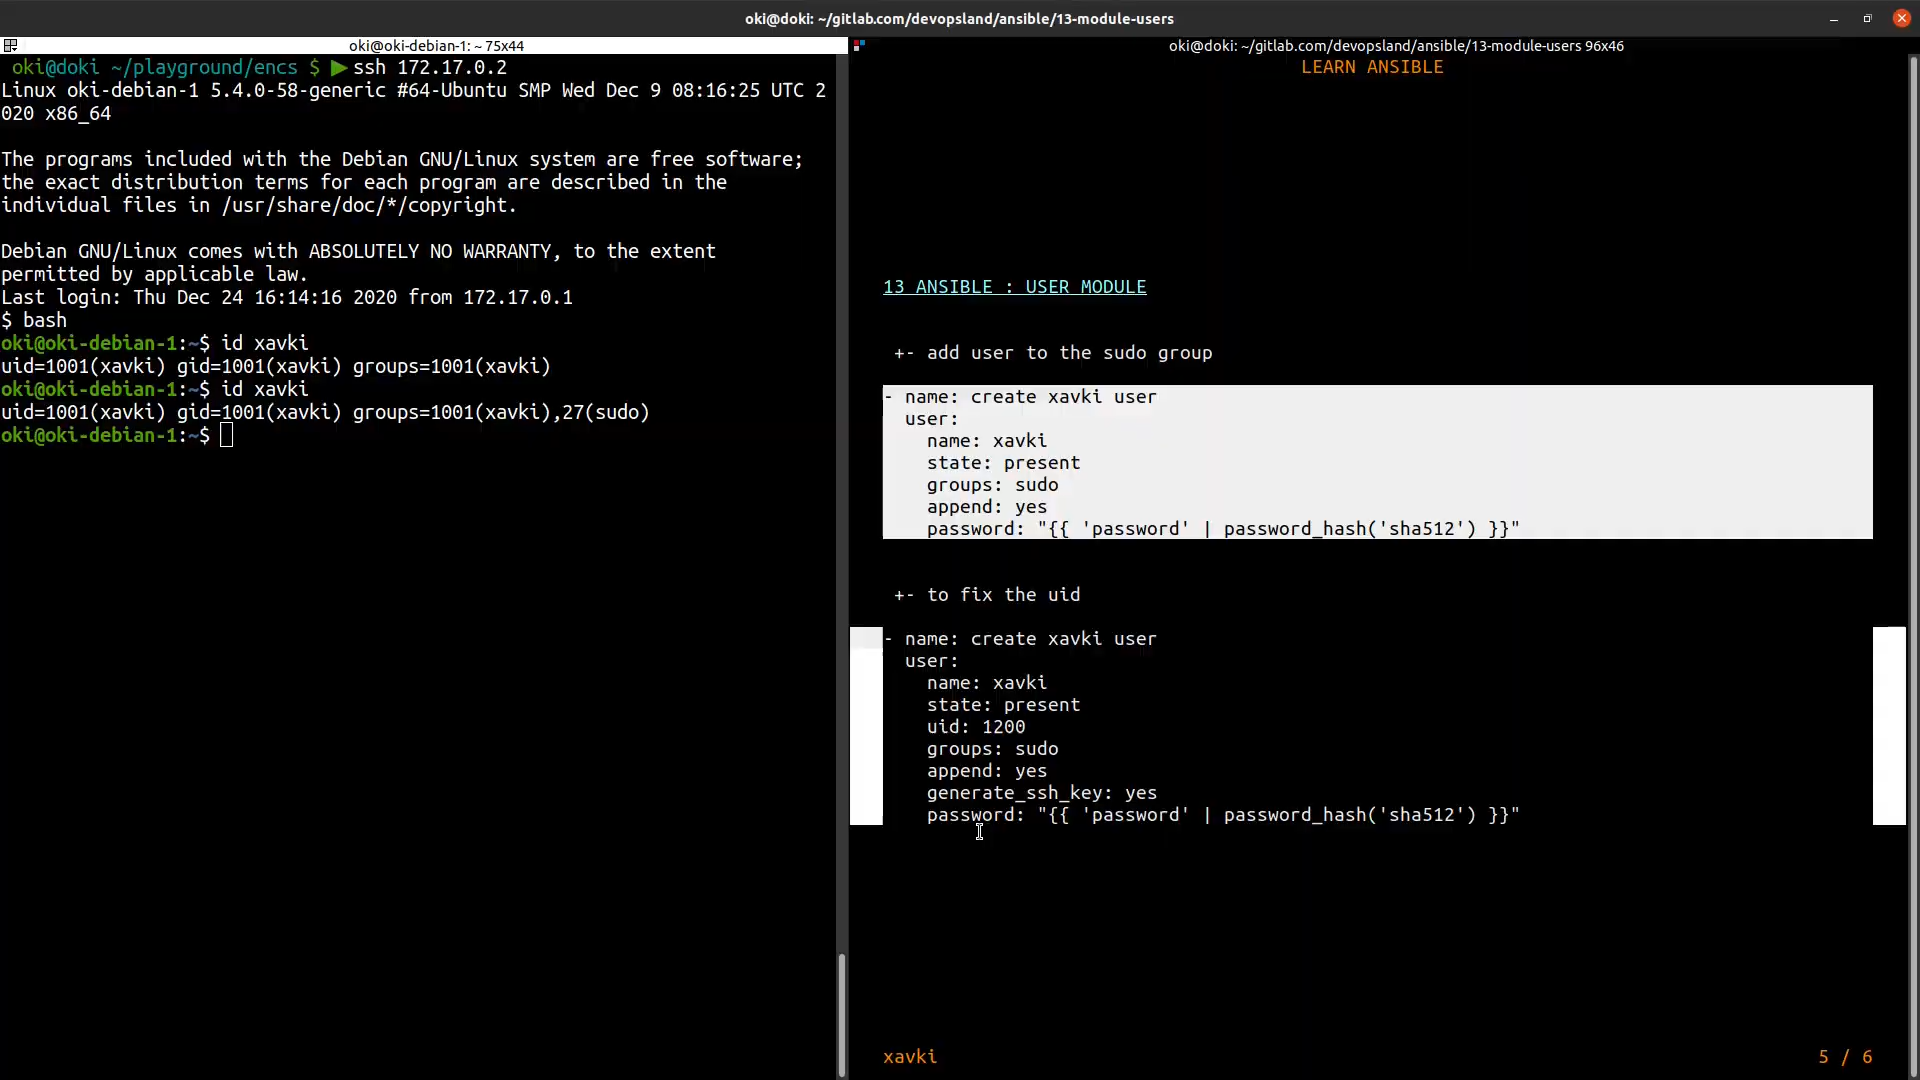 oki@doki: ~/gitlab.com/devopsland/ansible/13-module-users
oki@oki-debian-1: ~ 75x44
oki@doki ~/playground/encs $ ▶ssh 172.17.0.2
Linux oki-debian-1 5.4.0-58-generic #64-Ubuntu SMP Wed Dec 9 08:16:25 UTC 2
020 x86_64
The programs included with the Debian GNU/Linux system are free software;
the exact distribution terms for each program are described in the
individual files in /usr/share/doc/*/copyright.
Debian GNU/Linux comes with ABSOLUTELY NO WARRANTY, to the extent
permitted by applicable law.
Last login: Thu Dec 24 16:14:16 2020 from 172.17.0.1
$ bash
oki@oki-debian-1:~$ id xavki
uid=1001(xavki) gid=1001(xavki) groups=1001(xavki)
oki@oki-debian-1:~$ id xavki
uid=1001(xavki) gid=1001(xavki) groups=1001(xavki),27(sudo)
oki@oki-debian-1:~$
oki@doki: ~/gitlab.com/devopsland/ansible/13-module-users 96x46
LEARN ANSIBLE
13 ANSIBLE : USER MODULE
+- add user to the sudo group
- name: create xavki user
user:
name: xavki
state: present
groups: sudo
append: yes
password: "{{ 'password' | password_hash('sha512') }}"
+- to fix the uid
- name: create xavki user
user:
name: xavki
state: present
uid: 1200
groups: sudo
append: yes
generate_ssh_key: yes
password: "{{ 'password' | password_hash('sha512') }}"
xavki
5 / 6